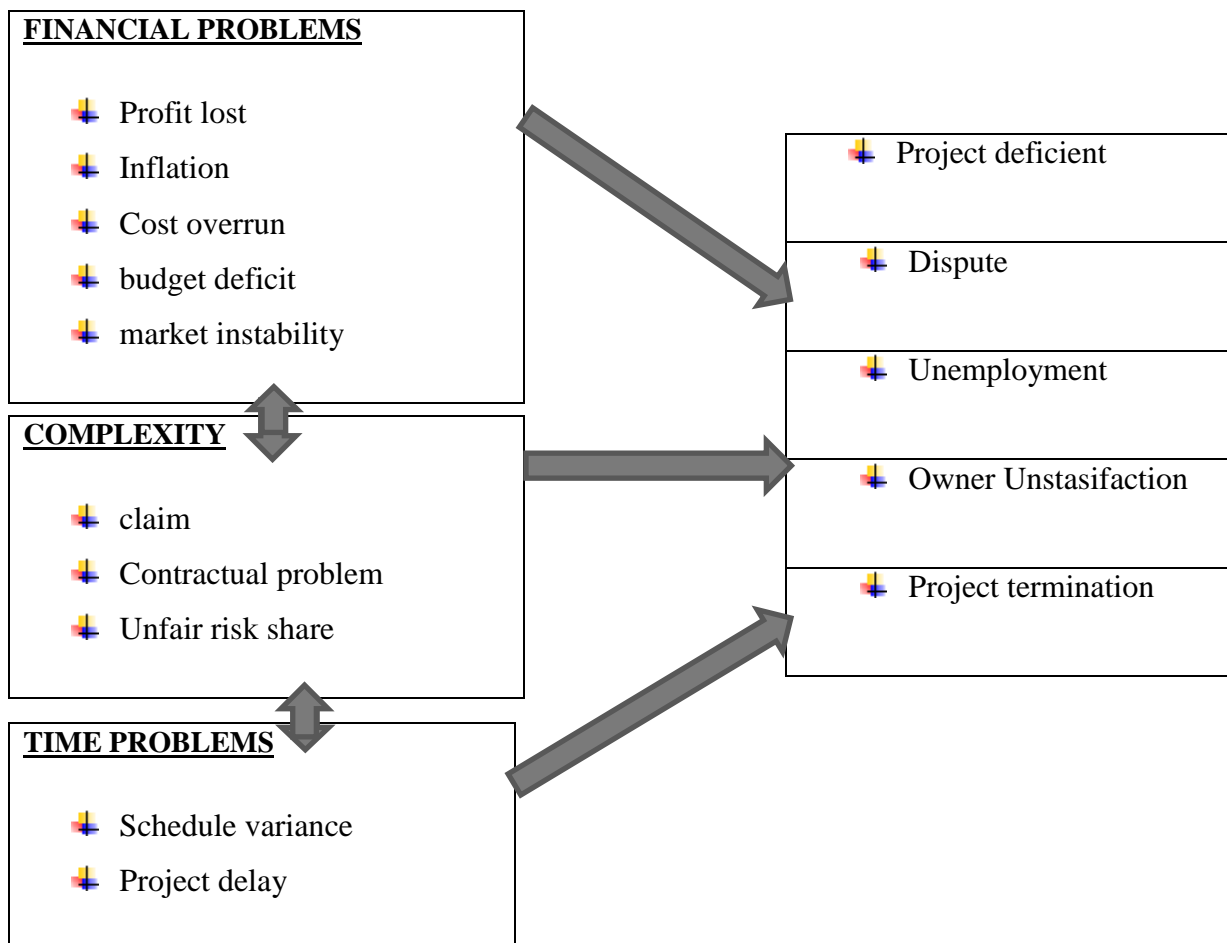 FINANCIAL PROBLEMS
Profit lost
Inflation
Cost overrun
budget deficit
market instability
COMPLEXITY
claim
Contractual problem
Unfair risk share
TIME PROBLEMS
Schedule variance
Project delay
Project deficient
Dispute
Unemployment
Owner Unstasifaction
Project termination